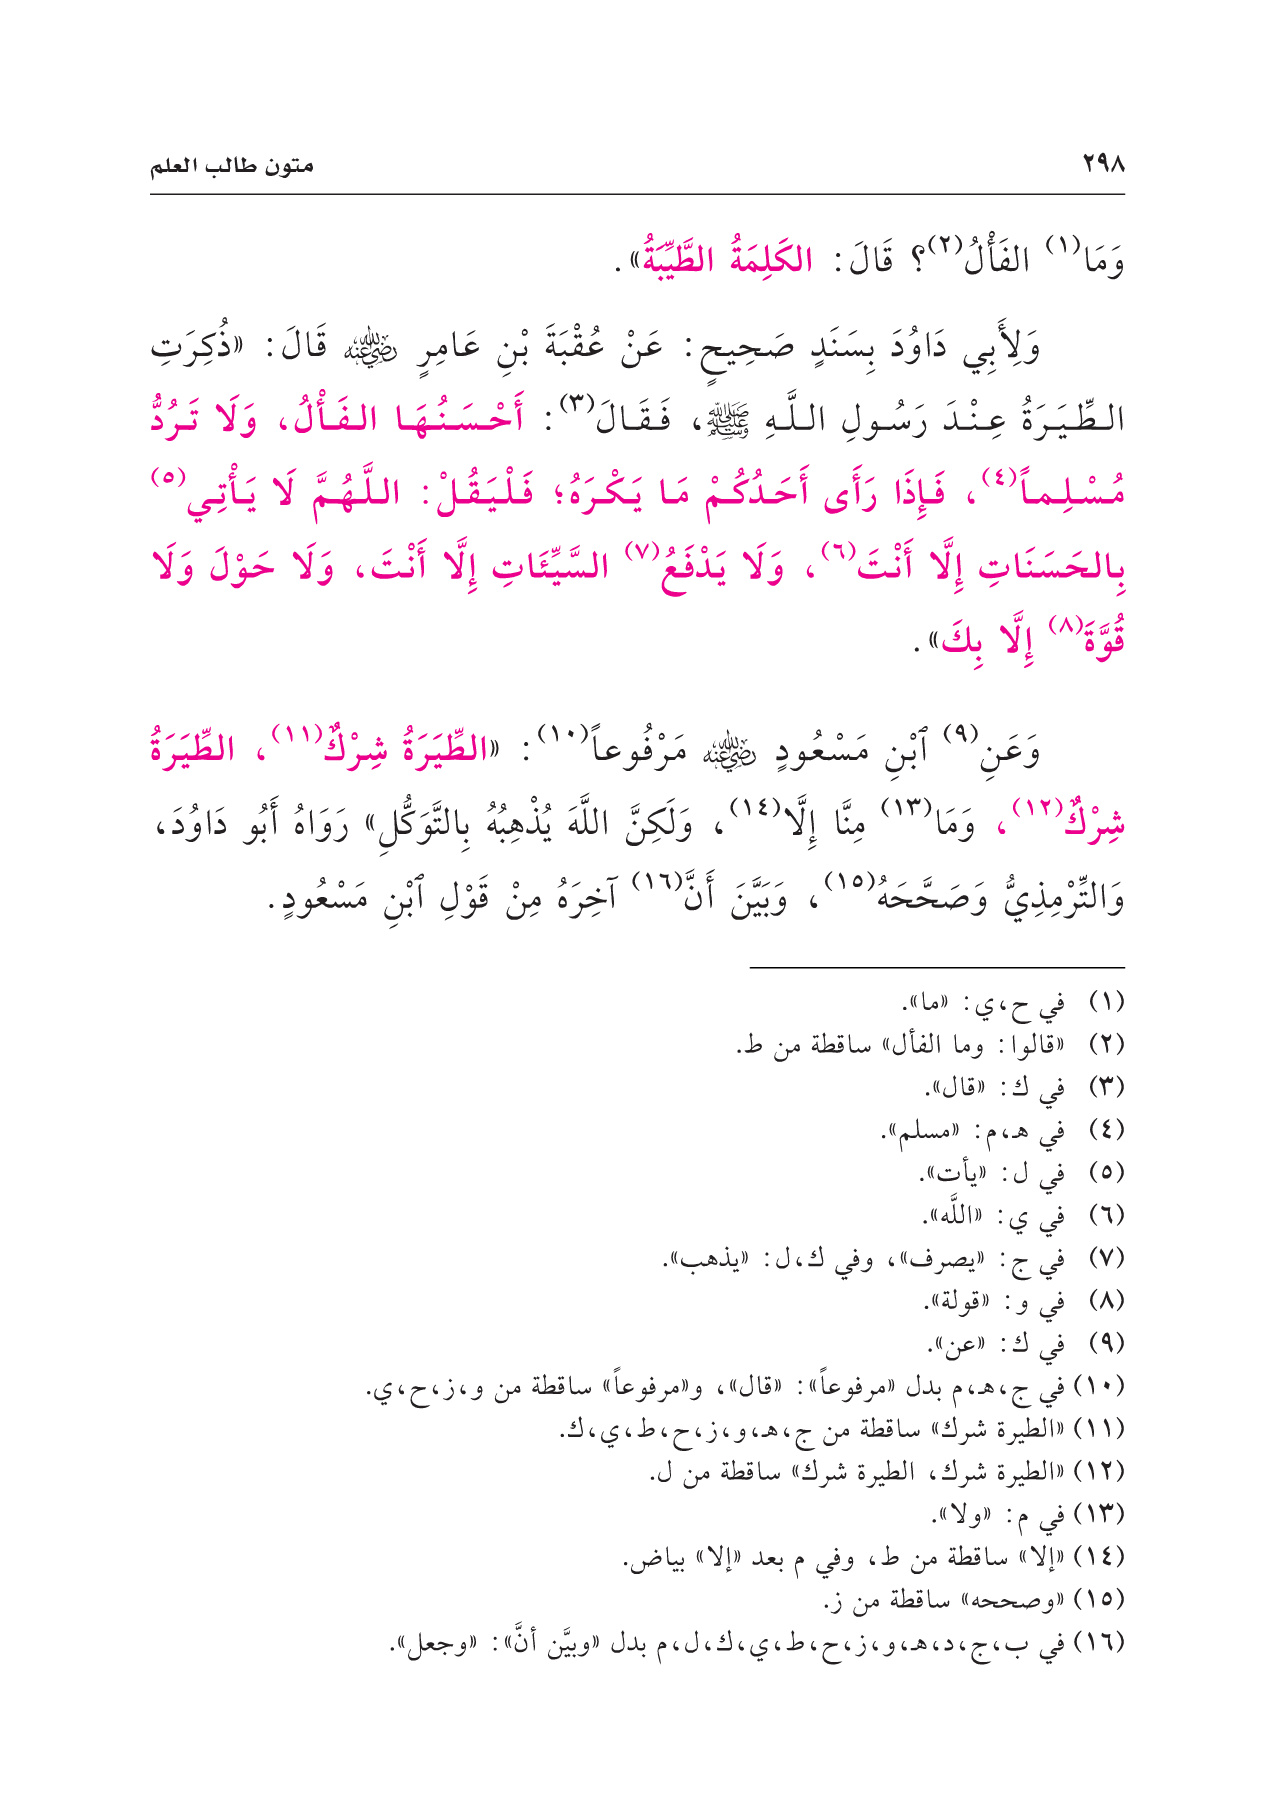 ٢٩٨
متون طالب العلم
وَمَا(١) الفَأْلُ(٢)؟ قَالَ: الكَلِمَةُ الطَّيِّبَةُ».
وَلِأَبِي دَاوُدَ بِسَنَدٍ صَحِيحٍ: عَنْ عُقْبَةَ بْنِ عَامِرٍ رضي الله عنه قَالَ: «ذُكِرَتِ
الطِّيَرَةُ عِنْدَ رَسُولِ اللَّهِ ﷺ، فَقَالَ(٣): أَحْسَنُهَا الفَأْلُ، وَلَا تَرُدُّ
مُسْلِماً(٤)، فَإِذَا رَأَى أَحَدُكُمْ مَا يَكْرَهُ؛ فَلْيَقُلْ: اللَّهُمَّ لَا يَأْتِي(٥)
بِالحَسَنَاتِ إِلَّا أَنْتَ(٦)، وَلَا يَدْفَعُ(٧) السَّيِّئَاتِ إِلَّا أَنْتَ، وَلَا حَوْلَ وَلَا
قُوَّةَ(٨) إِلَّا بِكَ».
وَعَنِ(٩) ٱبْنِ مَسْعُودٍ رضي الله عنه مَرْفُوعاً(١٠): «الطِّيَرَةُ شِرْكٌ(١١)، الطِّيَرَةُ
شِرْكٌ(١٢)، وَمَا(١٣) مِنَّا إِلَّا(١٤)، وَلَكِنَّ اللَّهَ يُذْهِبُهُ بِالتَّوَكُّلِ» رَوَاهُ أَبُو دَاوُدَ،
وَالتِّرْمِذِيُّ وَصَحَّحَهُ(١٥)، وَبَيَّنَ أَنَّ(١٦) آخِرَهُ مِنْ قَوْلِ ٱبْنِ مَسْعُودٍ.
(١) في ح،ي: «ما».
(٢) «قالوا: وما الفأل» ساقطة من ط.
(٣) في ك: «قال».
(٤) في هـ،م: «مسلم».
(٥) في ل: «يأت».
(٦) في ي: «اللَّه».
(٧) في ج: «يصرف»، وفي ك،ل: «يذهب».
(٨) في و: «قولة».
(٩) في ك: «عن».
(١٠) في ج،هـ،م بدل «مرفوعاً»: «قال»، و«مرفوعاً» ساقطة من و،ز،ح،ي.
(١١) «الطيرة شرك» ساقطة من ج،هـ،و،ز،ح،ط،ي،ك.
(١٢) «الطيرة شرك، الطيرة شرك» ساقطة من ل.
(١٣) في م: «ولا».
(١٤) «إلا» ساقطة من ط، وفي م بعد «إلا» بياض.
(١٥) «وصححه» ساقطة من ز.
(١٦) في ب،ج،د،هـ،و،ز،ح،ط،ي،ك،ل،م بدل «وبيَّن أنَّ»: «وجعل».